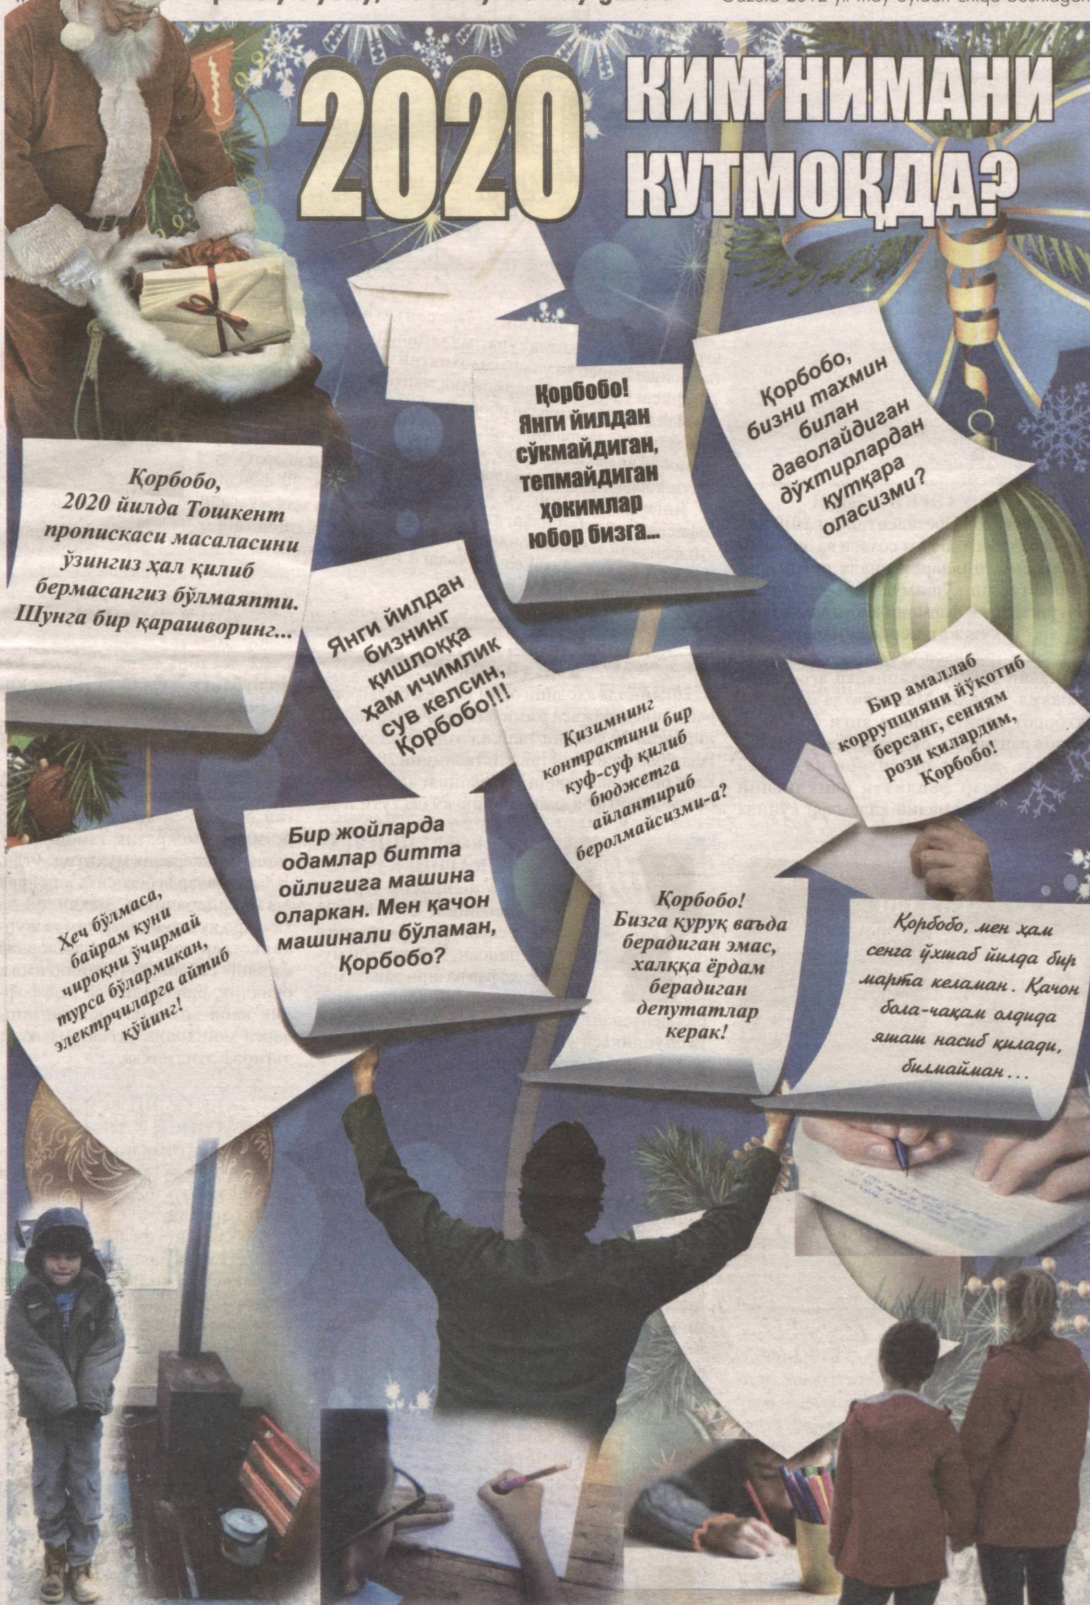 2020
КИМ НИМАНИ
КУТМОҚДА?
Қорбобо!
Янги йилдан
сўкмайдиган,
тепмайдиган
ҳокимлар
юбор бизга...
Қорбобо,
бизни тахмин
билан
даволайдиган
дўхтирлардан
қутқара
оласизми?
Қорбобо,
2020 йилда Тошкент
пропискаси масаласини
ўзингиз ҳал қилиб
бермасангиз бўлмаяпти.
Шунга бир қарашворинг...
Янги йилдан
бизнинг
қишлоққа
ҳам ичимлик
сув келсин,
Қорбобо!!!
Қизимнинг
контрактини бир
куф-суф қилиб
бюджетга
айлантириб
беролмайсизми-а?
Бир амаллаб
коррупцияни йўқотиб
берсанг, сениям
рози қилардим,
Қорбобо!
Ҳеч бўлмаса,
байрам куни
чироқни ўчирмай
турса бўлармикан,
электрчиларга айтиб
қўйинг!
Бир жойларда
одамлар битта
ойлигига машина
оларкан. Мен қачон
машинали бўламан,
Қорбобо?
Қорбобо!
Бизга қуруқ ваъда
берадиган эмас,
халққа ёрдам
берадиган
депутатлар
керак!
Қорбобо, мен ҳам
сенга ўхшаб йилда бир
марта келаман. Қачон
бола-чақам олдида
яшаш насиб қилади,
билмайман...